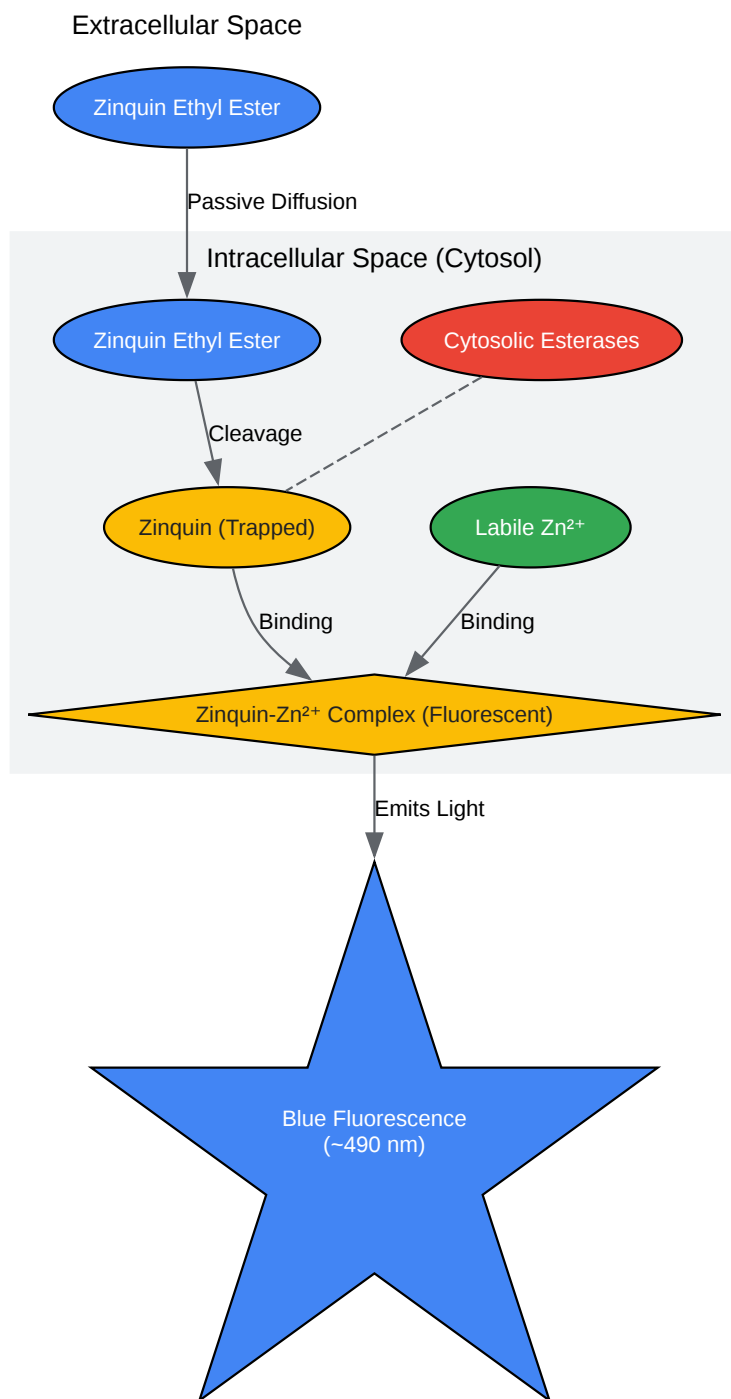 Extracellular Space
Zinquin Ethyl Ester
Passive Diffusion
Intracellular Space (Cytosol)
Zinquin Ethyl Ester
Cytosolic Esterases
Cleavage
Zinquin (Trapped)
Labile Zn²⁺
Binding
Binding
Zinquin-Zn²⁺ Complex (Fluorescent)
Emits Light
Blue Fluorescence
(~490 nm)